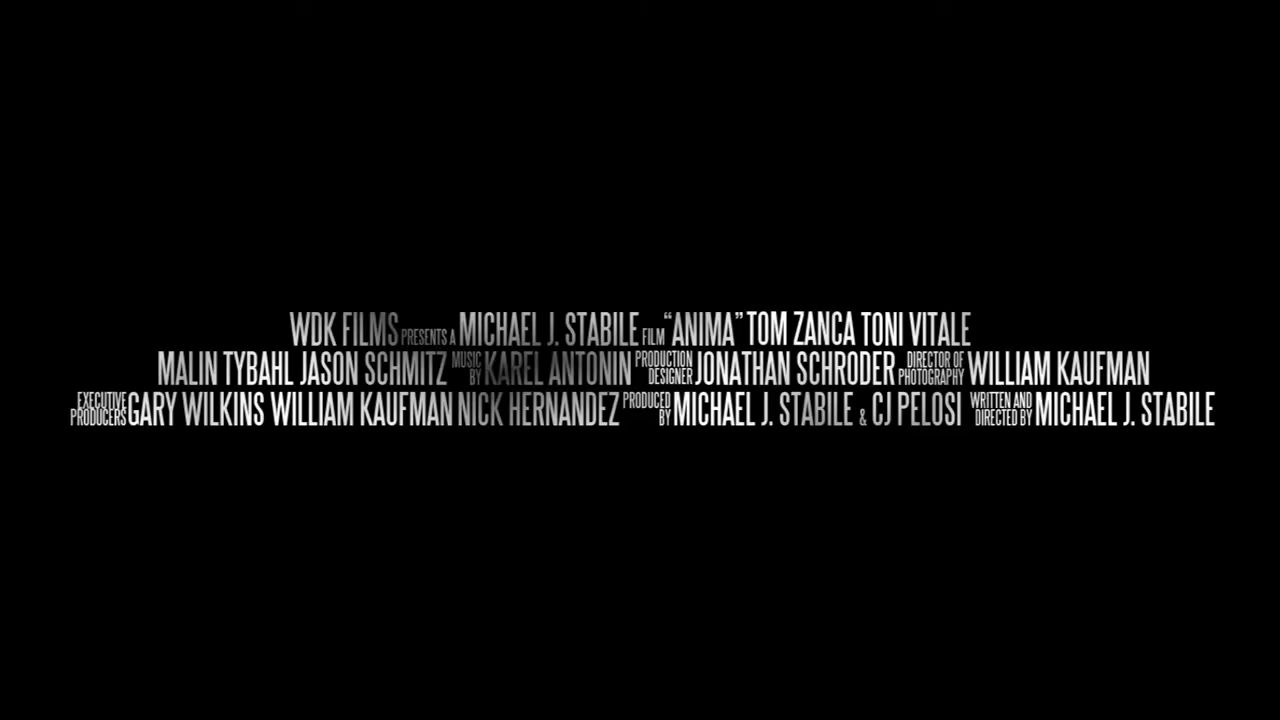 WDK FILMS PRESENTS A MICHAEL J. STABILE FILM “ANIMA” TOM ZANCA TONI VITALE
MALIN TYBAHL JASON SCHMITZ MUSIC BY KAREL ANTONIN PRODUCTION DESIGNER JONATHAN SCHRODER DIRECTOR OF PHOTOGRAPHY WILLIAM KAUFMAN
EXECUTIVE PRODUCERS GARY WILKINS WILLIAM KAUFMAN NICK HERNANDEZ PRODUCED BY MICHAEL J. STABILE & CJ PELOSI WRITTEN AND DIRECTED BY MICHAEL J. STABILE